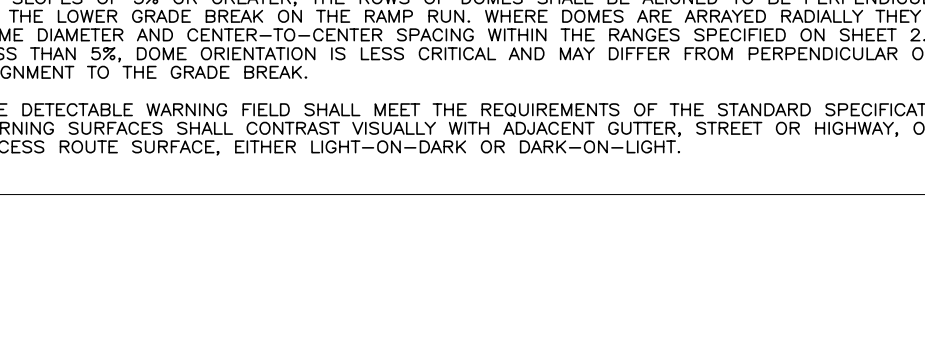 SLOPES OF 5% OR GREATER, THE ROWS OF DOMES SHALL BE ALIGNED TO BE
THE LOWER GRADE BREAK ON THE RAMP RUN. WHERE DOMES ARE ARRAYED RADIALLY THEY
ME DIAMETER AND CENTER-TO-CENTER SPACING WITHIN THE RANGES SPECIFIED ON SHEET 2.
SS THAN 5%, DOME ORIENTATION IS LESS CRITICAL AND MAY DIFFER FROM PERPENDICULAR O
IGNMENT TO THE GRADE BREAK.
E DETECTABLE WARNING FIELD SHALL MEET THE REQUIREMENTS OF THE STANDARD SPECIFICAT
RNING SURFACES SHALL CONTRAST VISUALLY WITH ADJACENT GUTTER, STREET OR HIGHWAY, O
CESS ROUTE SURFACE, EITHER LIGHT-ON-DARK OR DARK-ON-LIGHT.